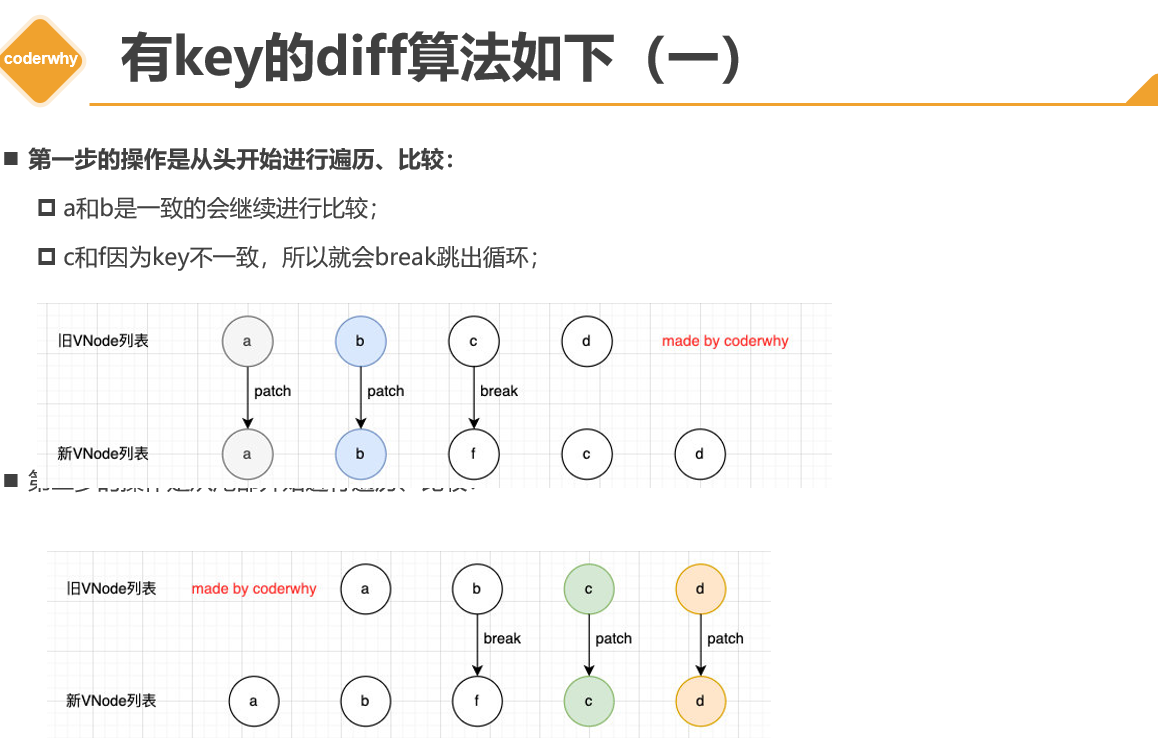 coderwhy
有key的diff算法如下（一）
第一步的操作是从头开始进行遍历、比较：
a和b是一致的会继续进行比较；
c和f因为key不一致，所以就会break跳出循环；
旧VNode列表 a b c d made by coderwhy
patch patch break
新VNode列表 a b f c d
旧VNode列表 made by coderwhy a b c d
break patch patch
新VNode列表 a b f c d